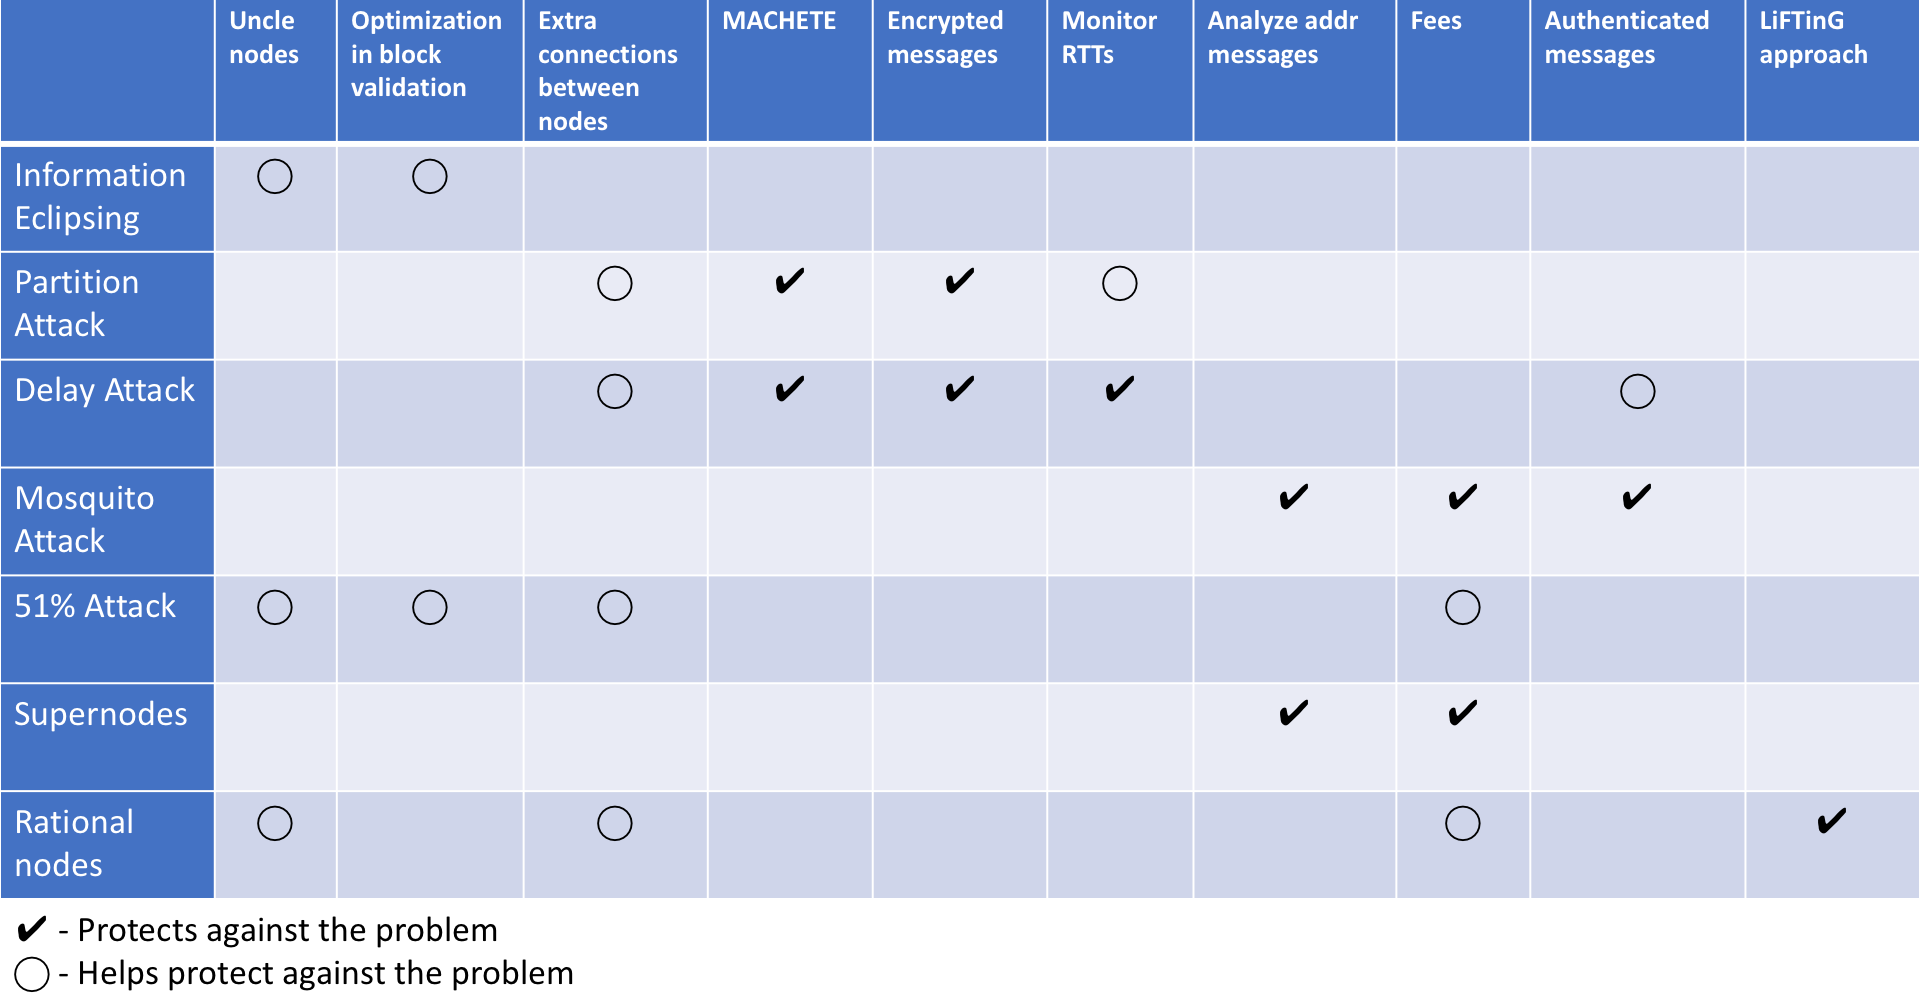 Uncle
nodes
Optimization
in block
validation
Extra
connections
between
nodes
MACHETE
Encrypted
messages
Monitor
RTTs
Analyze addr
messages
Fees
Authenticated
messages
LiFTinG
approach
Information
Eclipsing
Partition
Attack
✔ ✔
Delay Attack
✔ ✔ ✔
Mosquito
Attack
✔ ✔ ✔
51% Attack
Supernodes
✔ ✔
Rational
nodes
✔
✔ - Protects against the problem
◯ - Helps protect against the problem